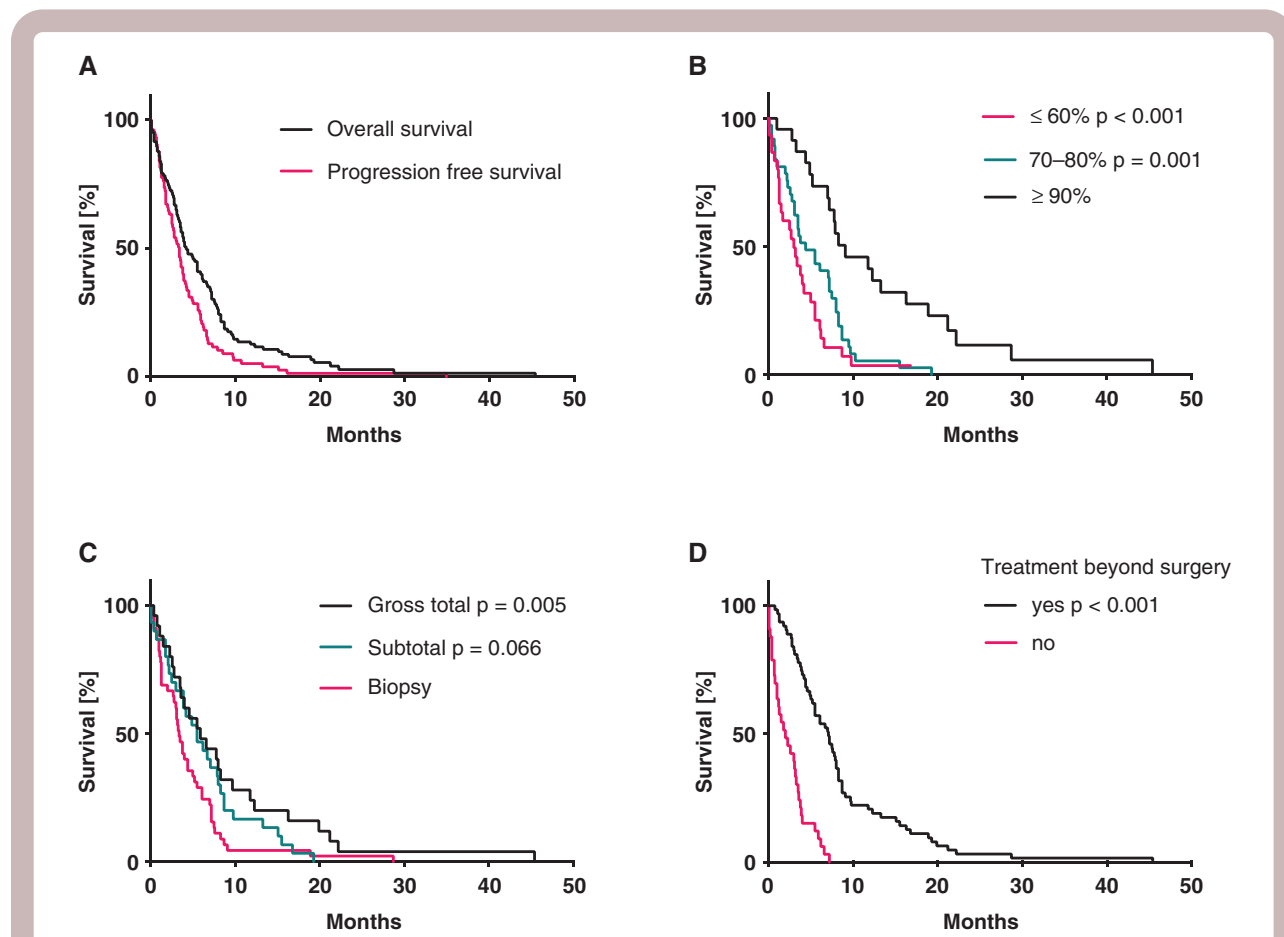 A
Overall survival
Progression free survival
Survival [%]
100
50
0
0 10 20 30 40 50
Months
B
≤ 60% p < 0.001
70–80% p = 0.001
≥ 90%
Survival [%]
100
50
0
0 10 20 30 40 50
Months
C
Gross total p = 0.005
Subtotal p = 0.066
Biopsy
Survival [%]
100
50
0
0 10 20 30 40 50
Months
D
Treatment beyond surgery
yes p < 0.001
no
Survival [%]
100
50
0
0 10 20 30 40 50
Months